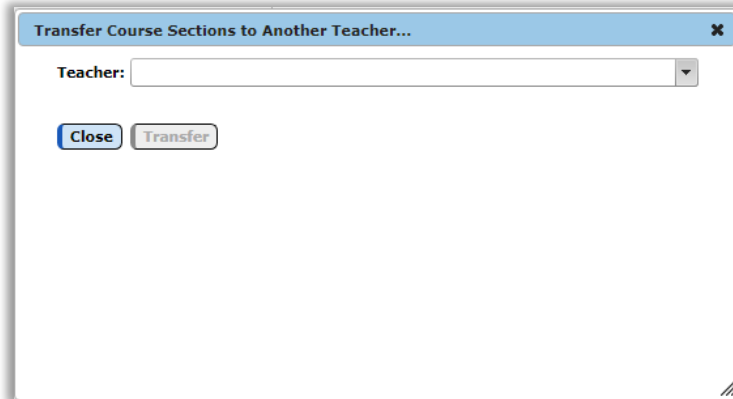 Transfer Course Sections to Another Teacher...
Teacher:
Close Transfer